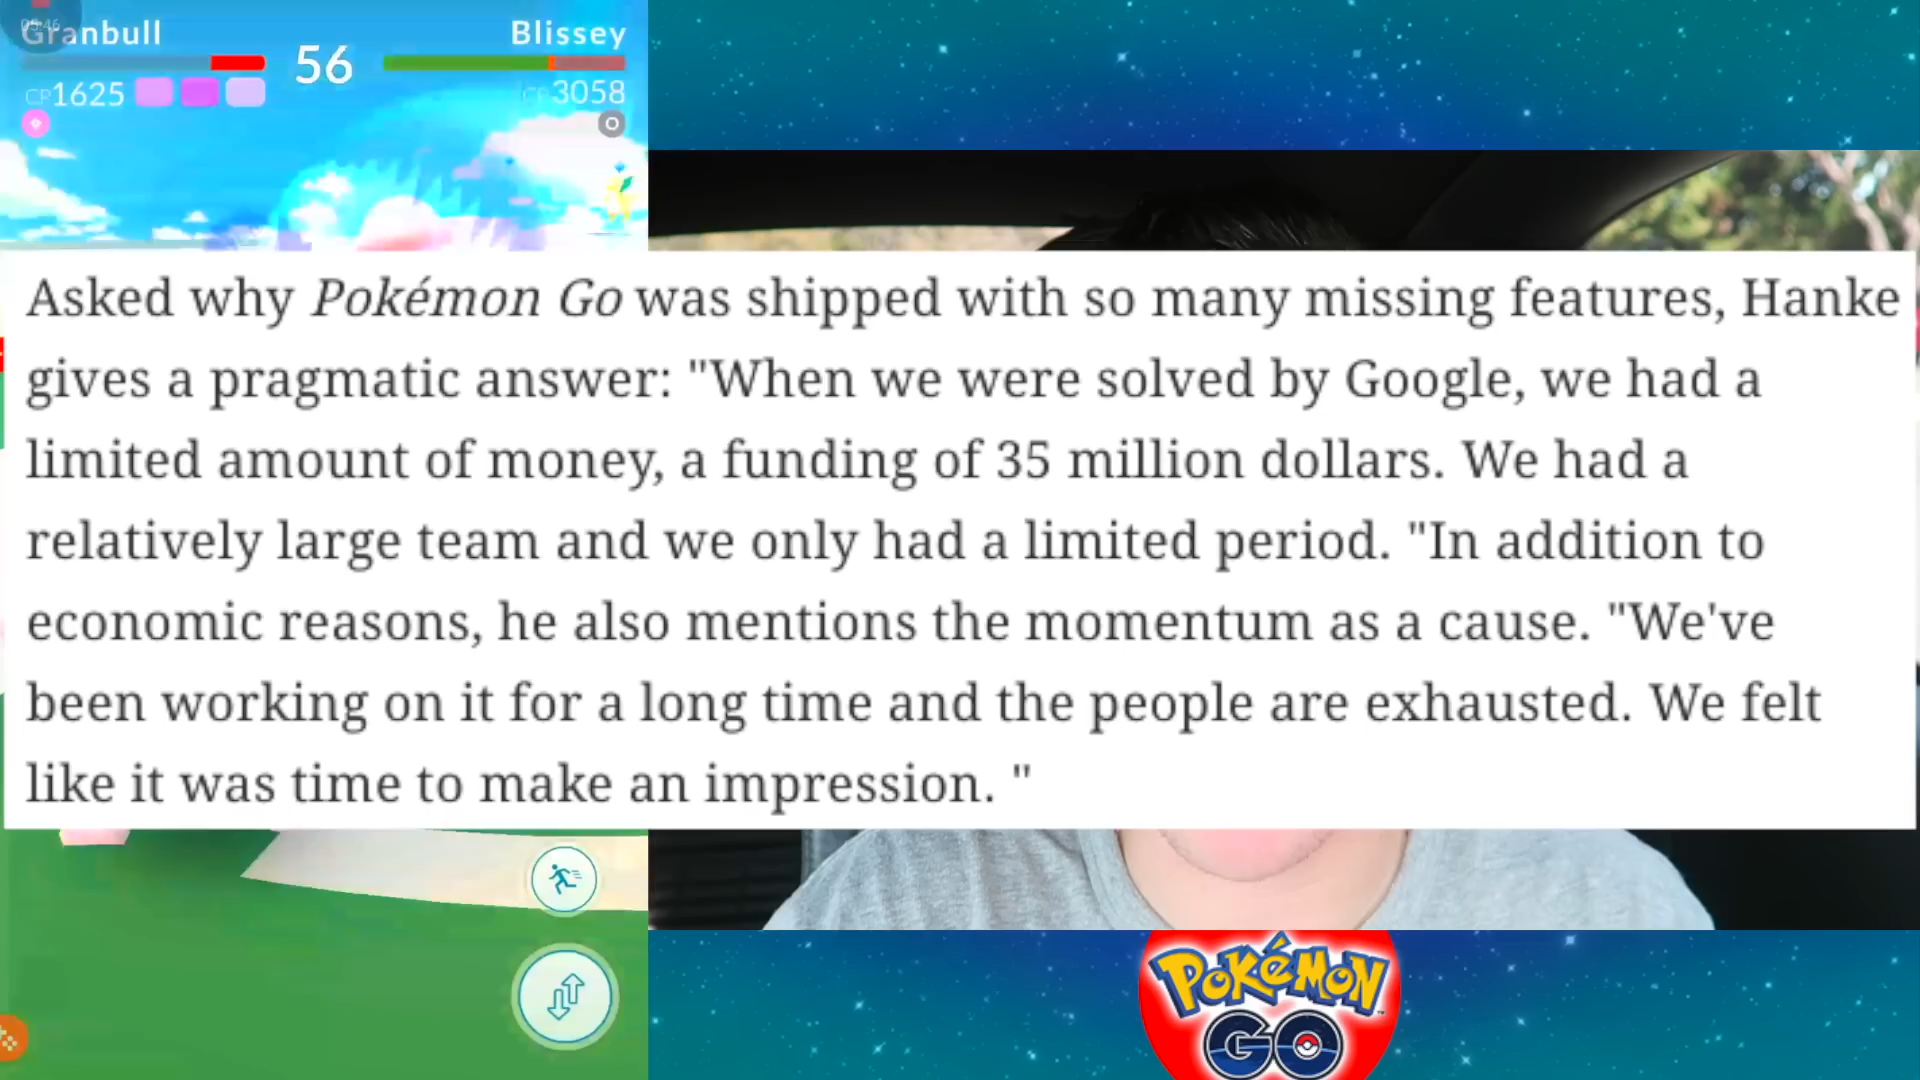 05:46
Granbull
Blissey
56
CP1625
CP3058
Asked why Pokémon Go was shipped with so many missing features, Hanke
gives a pragmatic answer: "When we were solved by Google, we had a
limited amount of money, a funding of 35 million dollars. We had a
relatively large team and we only had a limited period. "In addition to
economic reasons, he also mentions the momentum as a cause. "We've
been working on it for a long time and the people are exhausted. We felt
like it was time to make an impression. "
POKéMON
GO